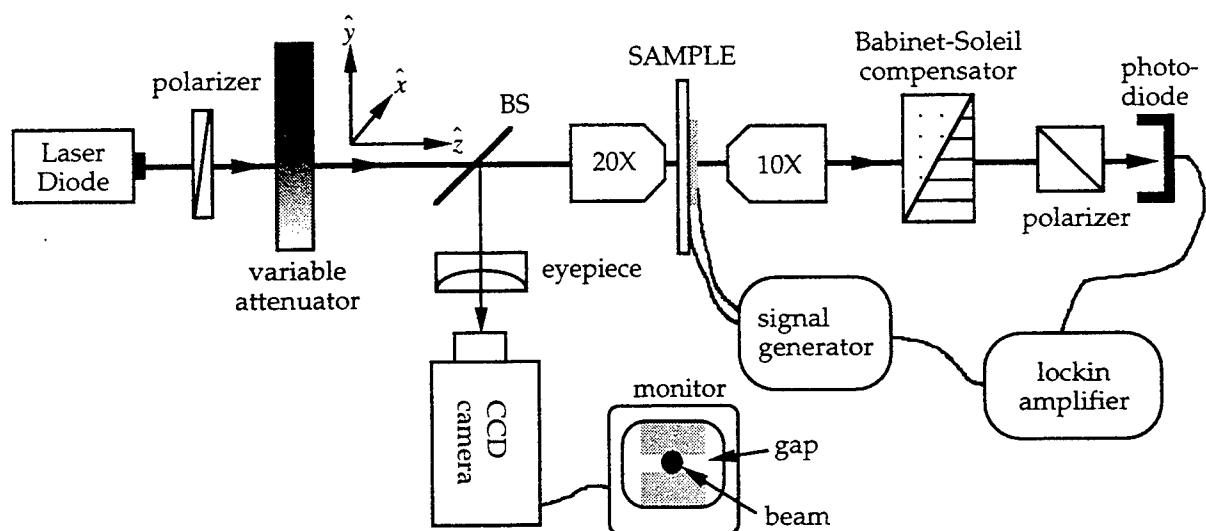 Laser
Diode
polarizer
variable
attenuator
ŷ
x̂
ẑ
BS
eyepiece
CCD
camera
20X
SAMPLE
10X
Babinet-Soleil
compensator
polarizer
photo-
diode
signal
generator
lockin
amplifier
monitor
gap
beam